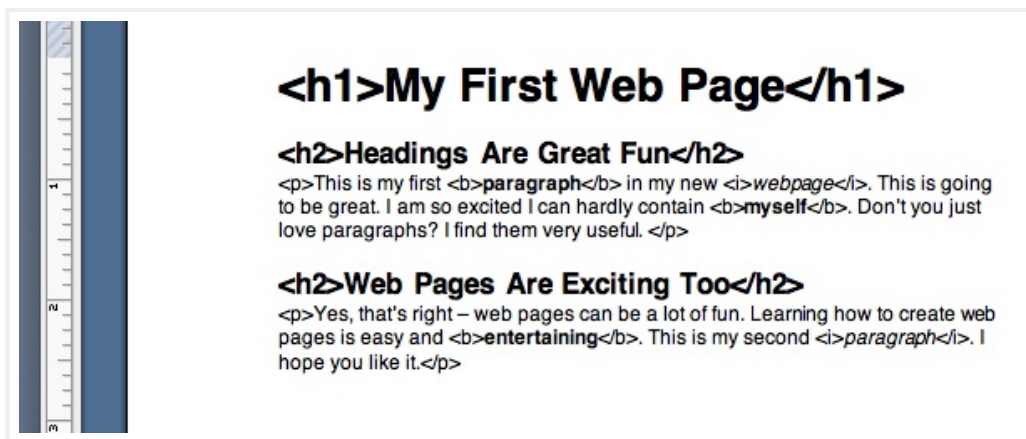 <h1>My First Web Page</h1>
<h2>Headings Are Great Fun</h2>
<p>This is my first <b>paragraph</b> in my new <i>webpage</i>. This is going
to be great. I am so excited I can hardly contain <b>myself</b>. Don't you just
love paragraphs? I find them very useful. </p>
<h2>Web Pages Are Exciting Too</h2>
<p>Yes, that's right – web pages can be a lot of fun. Learning how to create web
pages is easy and <b>entertaining</b>. This is my second <i>paragraph</i>. I
hope you like it.</p>
1
2
3